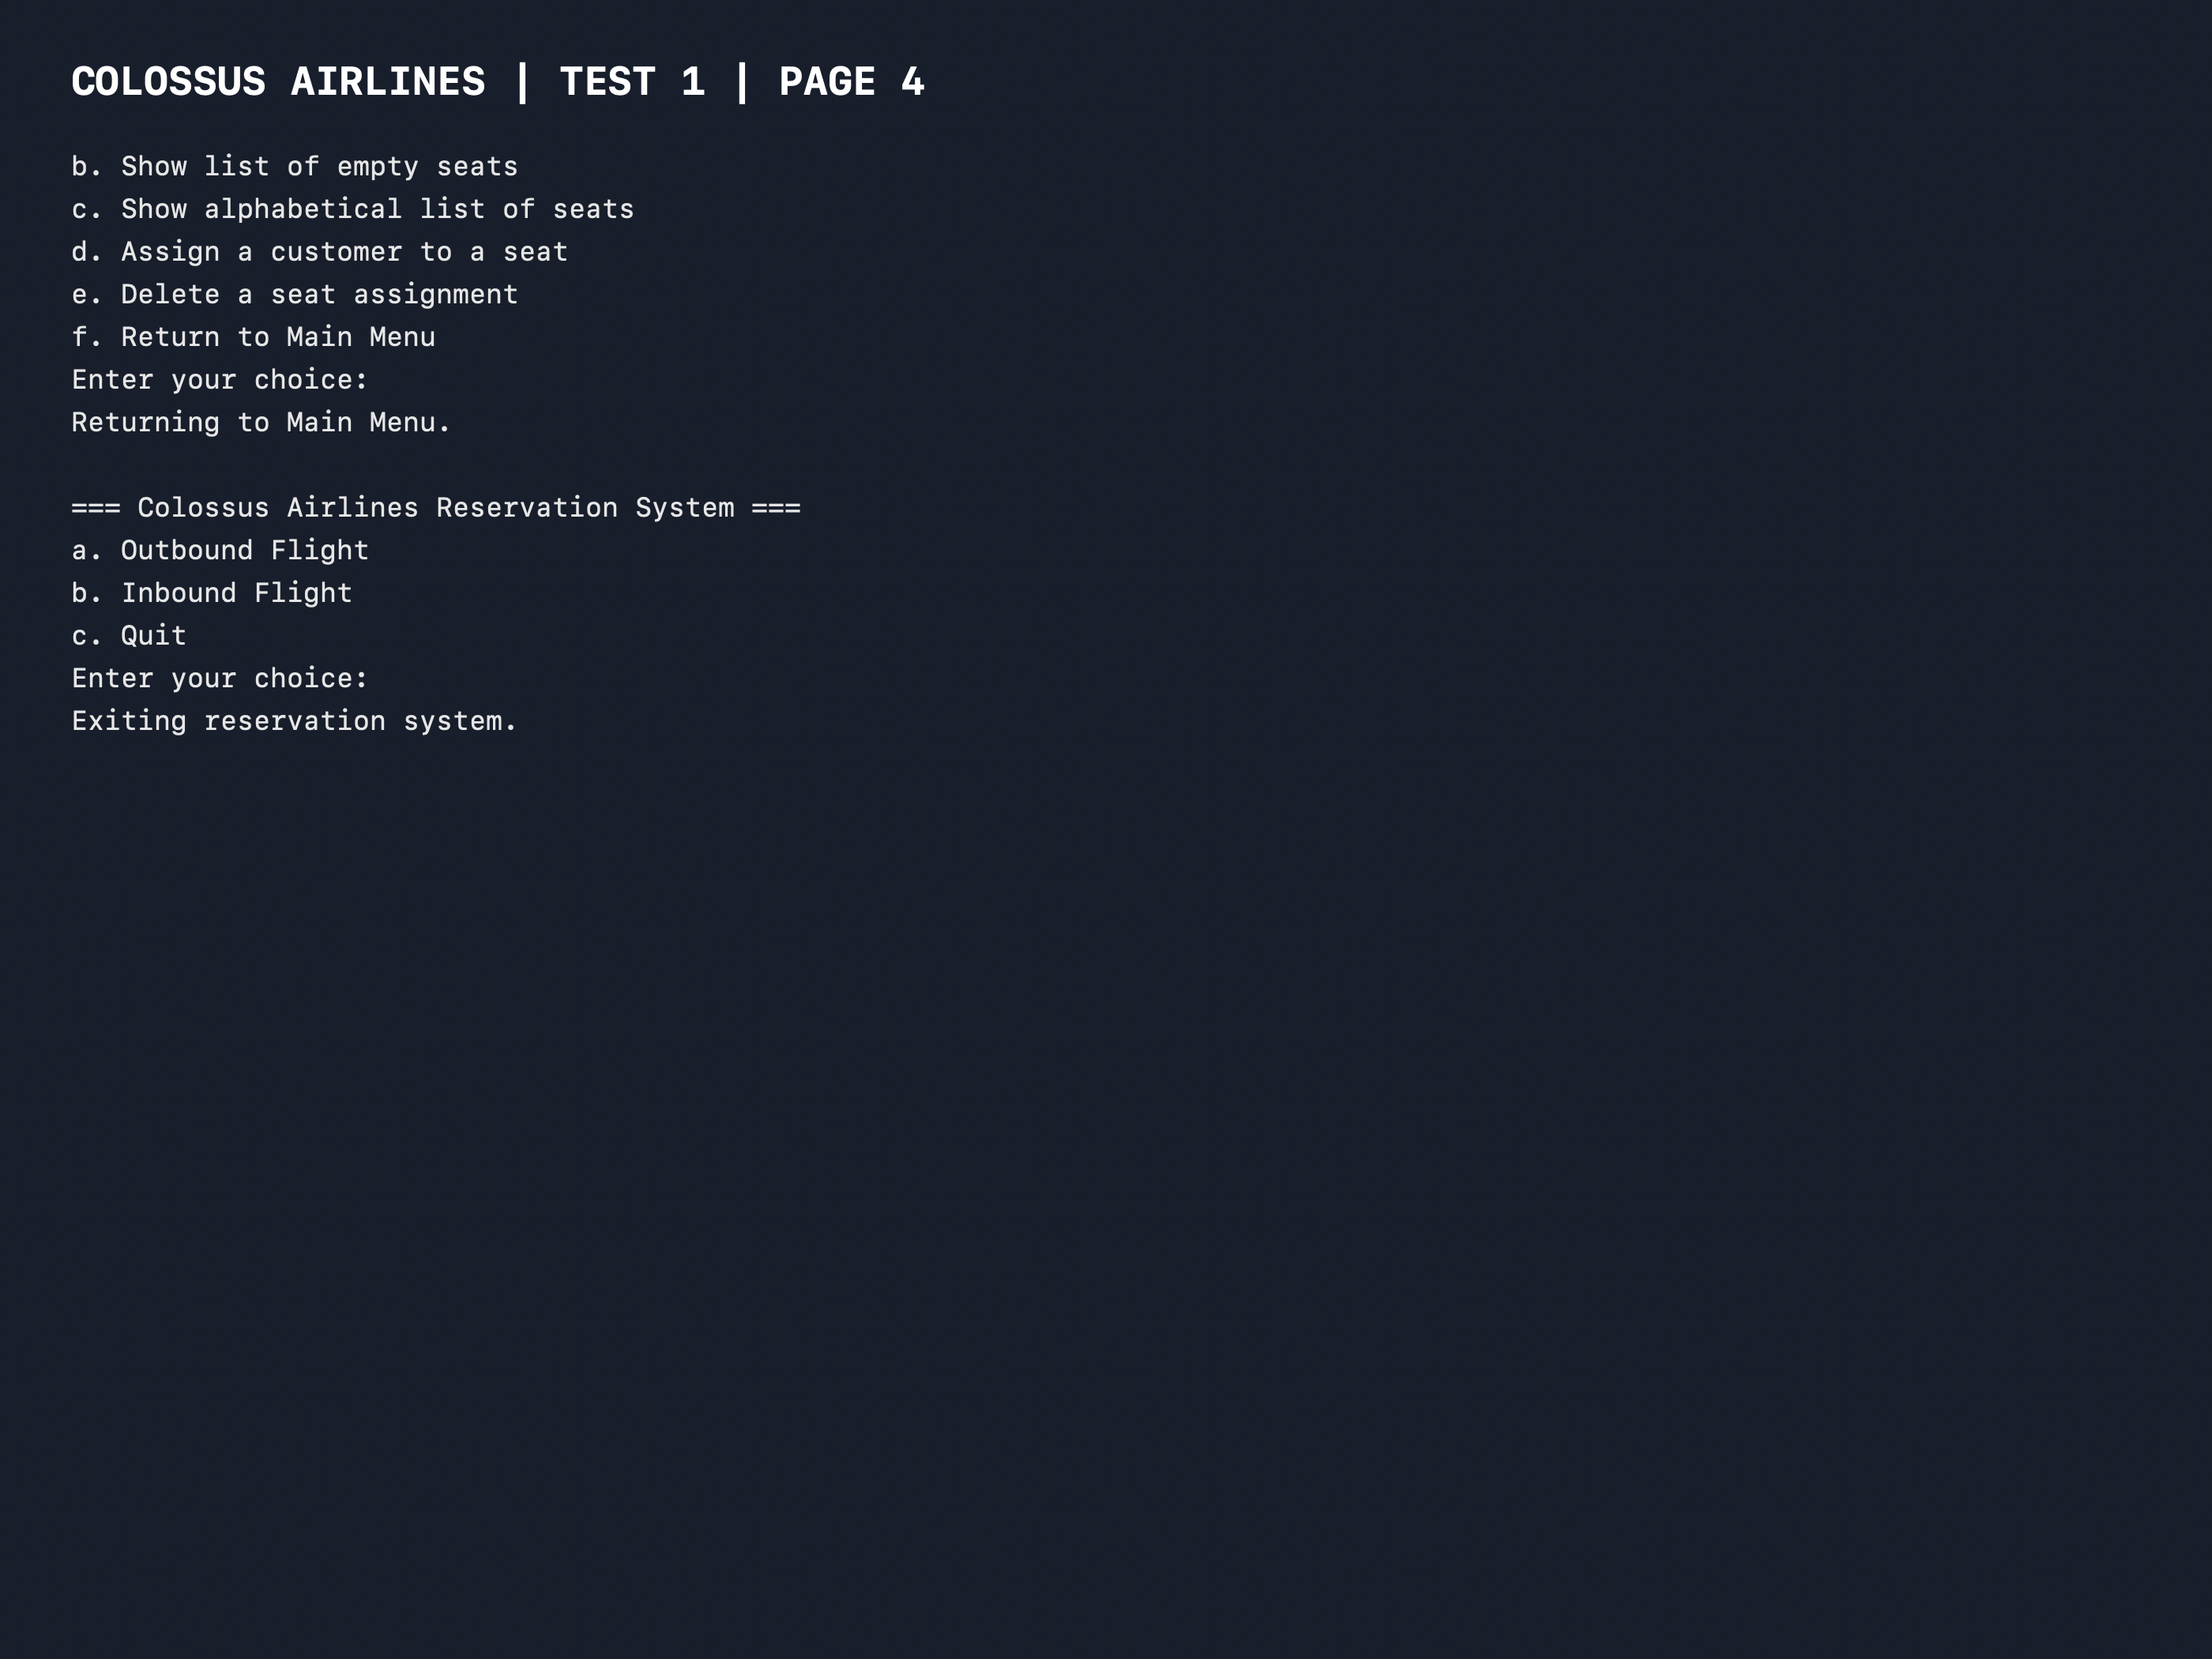 COLOSSUS AIRLINES | TEST 1 | PAGE 4
b. Show list of empty seats
c. Show alphabetical list of seats
d. Assign a customer to a seat
e. Delete a seat assignment
f. Return to Main Menu
Enter your choice:
Returning to Main Menu.
=== Colossus Airlines Reservation System ===
a. Outbound Flight
b. Inbound Flight
c. Quit
Enter your choice:
Exiting reservation system.